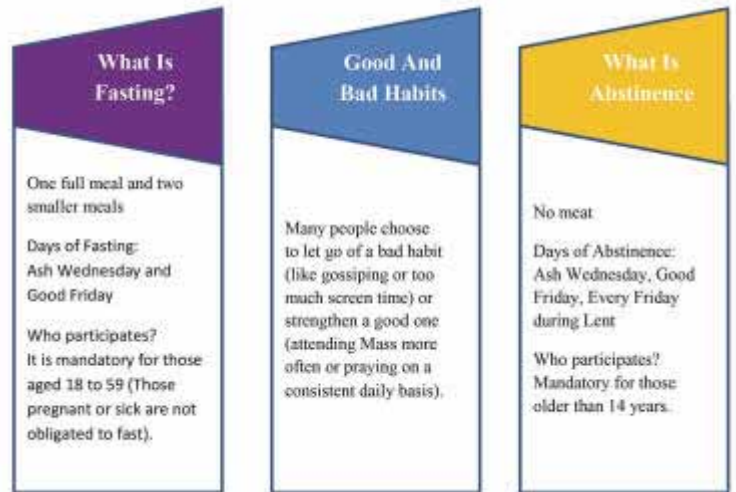 What Is
Fasting?
One full meal and two
smaller meals
Days of Fasting:
Ash Wednesday and
Good Friday
Who participates?
It is mandatory for those
aged 18 to 59 (Those
pregnant or sick are not
obligated to fast).
Good And
Bad Habits
Many people choose
to let go of a bad habit
(like gossiping or too
much screen time) or
strengthen a good one
(attending Mass more
often or praying on a
consistent daily basis).
What Is
Abstinence
No meat
Days of Abstinence:
Ash Wednesday, Good
Friday, Every Friday
during Lent
Who participates?
Mandatory for those
older than 14 years.